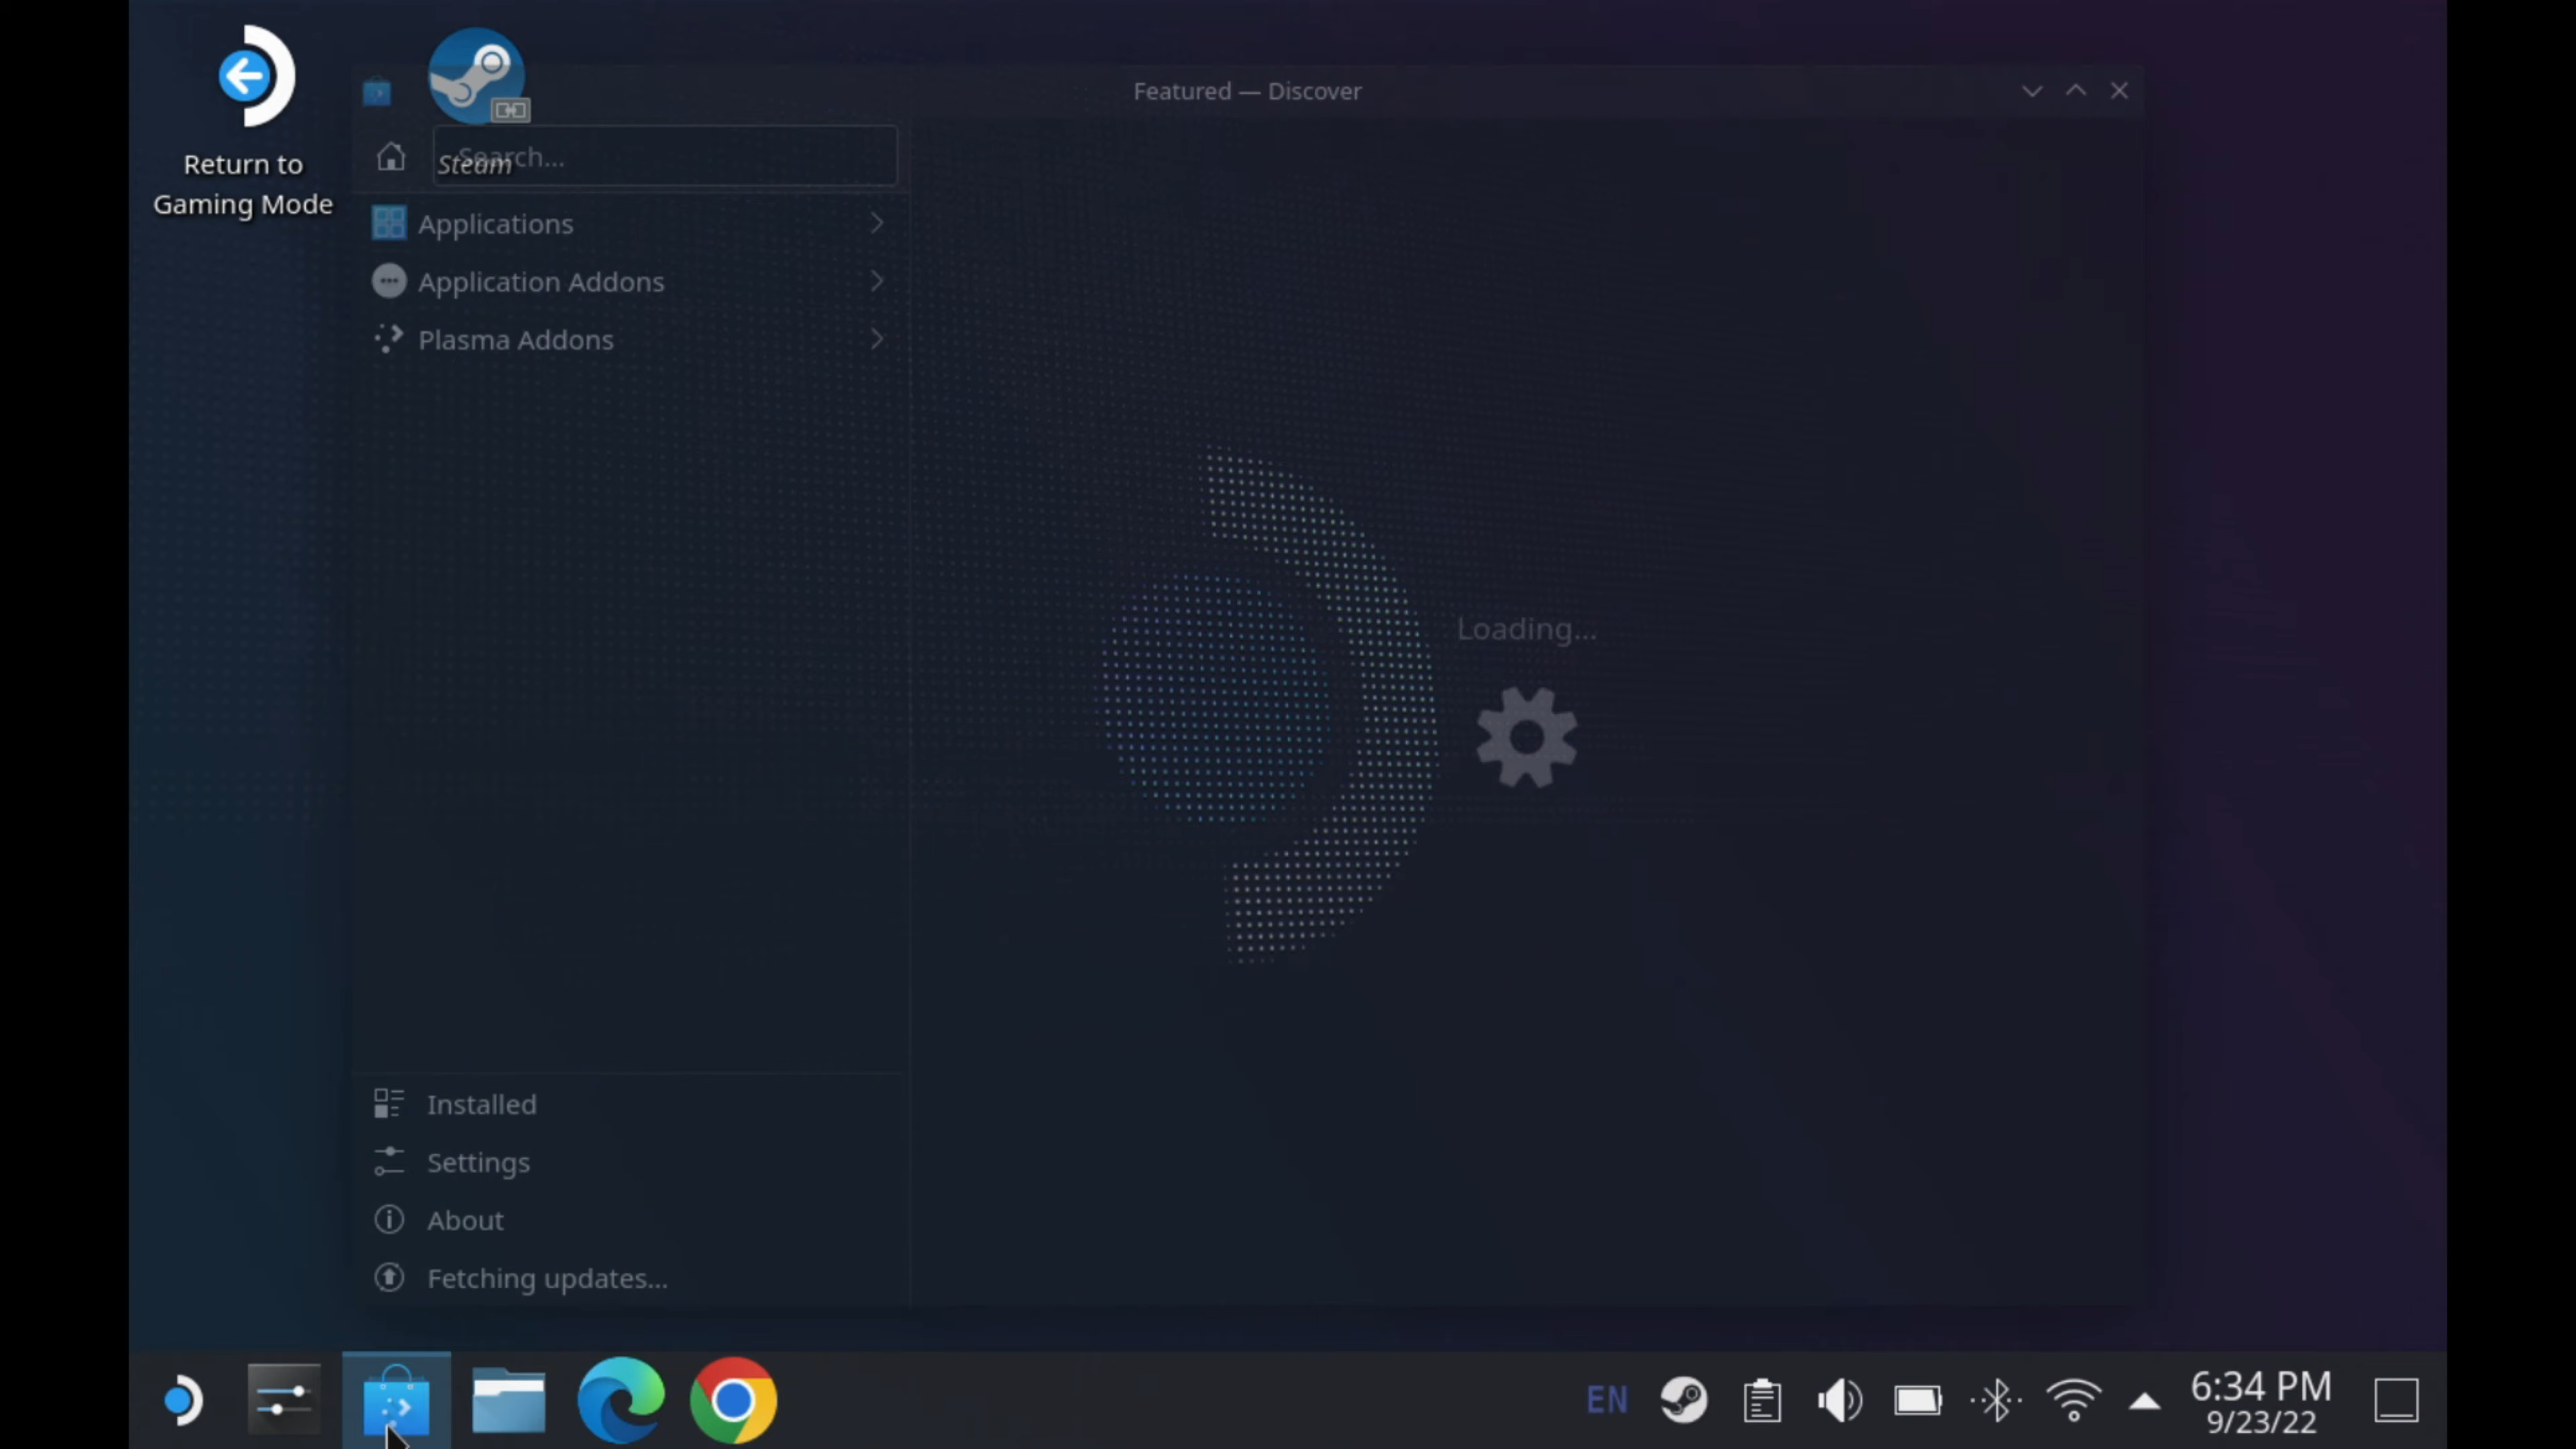 Return to
Gaming Mode
Steam
Featured — Discover
Search...
Applications
Application Addons
Plasma Addons
Loading...
Installed
Settings
About
Fetching updates...
EN
6:34 PM
9/23/22